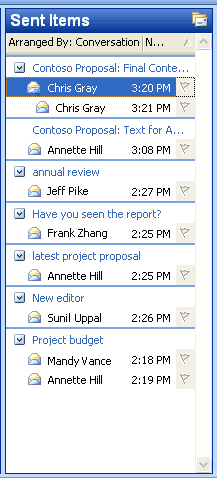 Sent Items
Arranged By: Conversation N...
Contoso Proposal: Final Conte...
Chris Gray 3:20 PM
Chris Gray 3:21 PM
Contoso Proposal: Text for A...
Annette Hill 3:08 PM
annual review
Jeff Pike 2:27 PM
Have you seen the report?
Frank Zhang 2:25 PM
latest project proposal
Annette Hill 2:25 PM
New editor
Sunil Uppal 2:26 PM
Project budget
Mandy Vance 2:18 PM
Annette Hill 2:19 PM